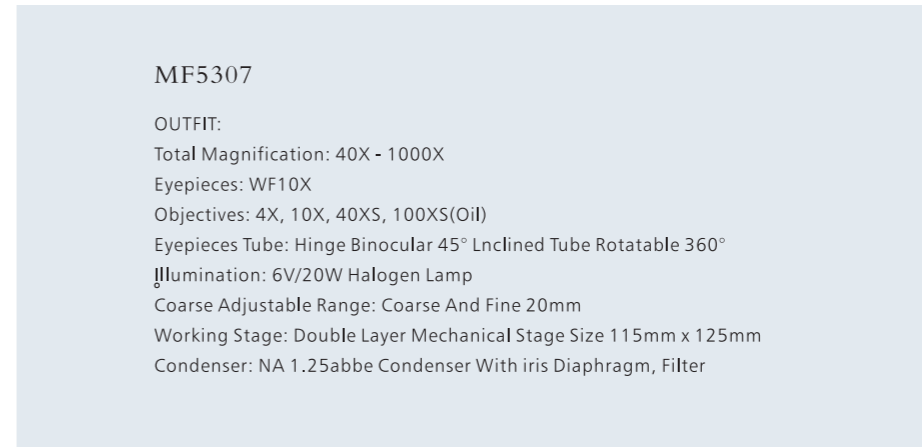 MF5307
OUTFIT:
Total Magnification: 40X - 1000X
Eyepieces: WF10X
Objectives: 4X, 10X, 40XS, 100XS(Oil)
Eyepieces Tube: Hinge Binocular 45° Lnclined Tube Rotatable 360°
Illumination: 6V/20W Halogen Lamp
Coarse Adjustable Range: Coarse And Fine 20mm
Working Stage: Double Layer Mechanical Stage Size 115mm x 125mm
Condenser: NA 1.25abbe Condenser With iris Diaphragm, Filter